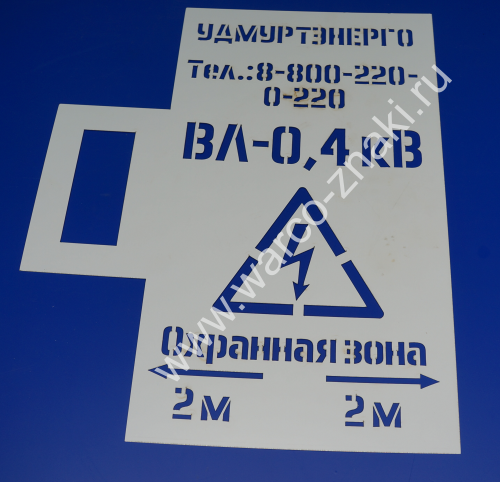 УДМУРТЭНЕРГО
Тел.:8-800-220-
0-220
ВЛ-0,4кВ
Охранная зона
2м 2м
www.warco-znaki.ru